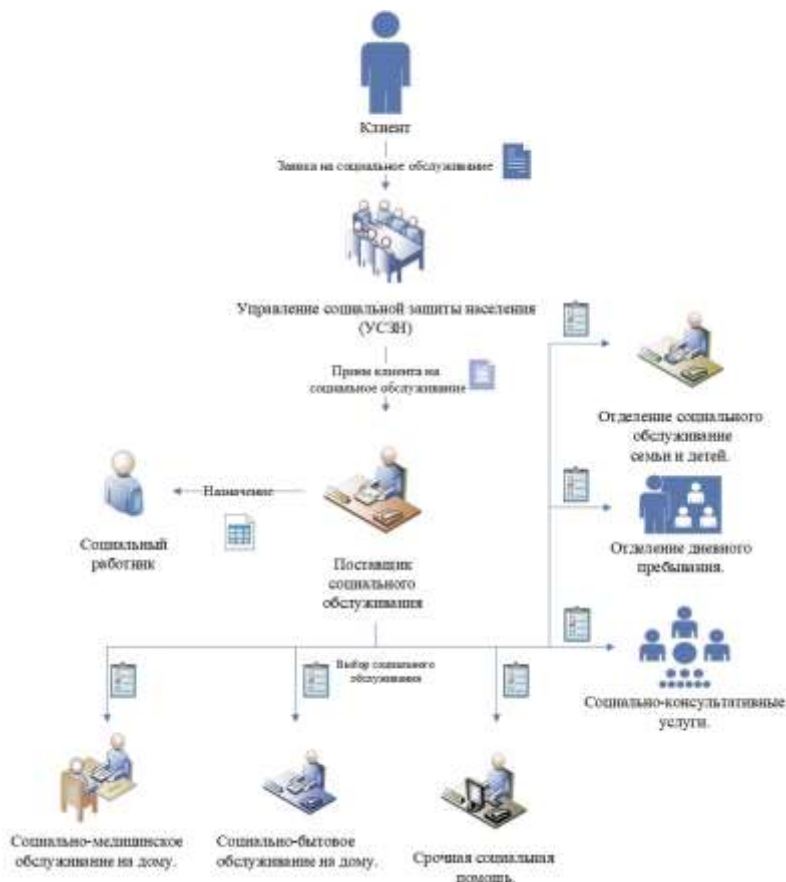 Клиент
Заявка на социальное обслуживание
Управление социальной защиты населения
(УСЗН)
Прием клиента на
социальное обслуживание
Отделение социального
обслуживание
семьи и детей.
Назначение
Социальный
работник
Поставщик
социального
обслуживания
Отделение дневного
пребывания.
Выбор социального
обслуживания
Социально-консультативные
услуги.
Социально-медицинское
обслуживание на дому.
Социально-бытовое
обслуживание на дому.
Срочная социальная
помощь.